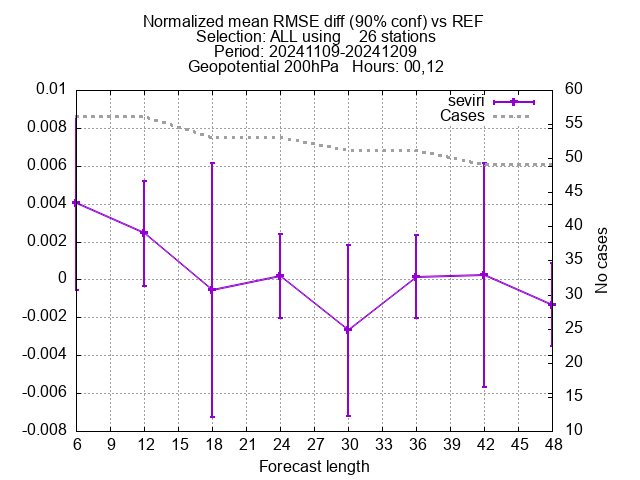 Normalized mean RMSE diff (90% conf) vs REF
Selection: ALL using    26 stations
Period: 20241109-20241209
Geopotential 200hPa   Hours: 00,12
0.01
0.008
0.006
0.004
0.002
0
-0.002
-0.004
-0.006
-0.008
seviri
Cases
60
55
50
45
40
35
30
25
20
15
10
No cases
6 9 12 15 18 21 24 27 30 33 36 39 42 45 48
Forecast length